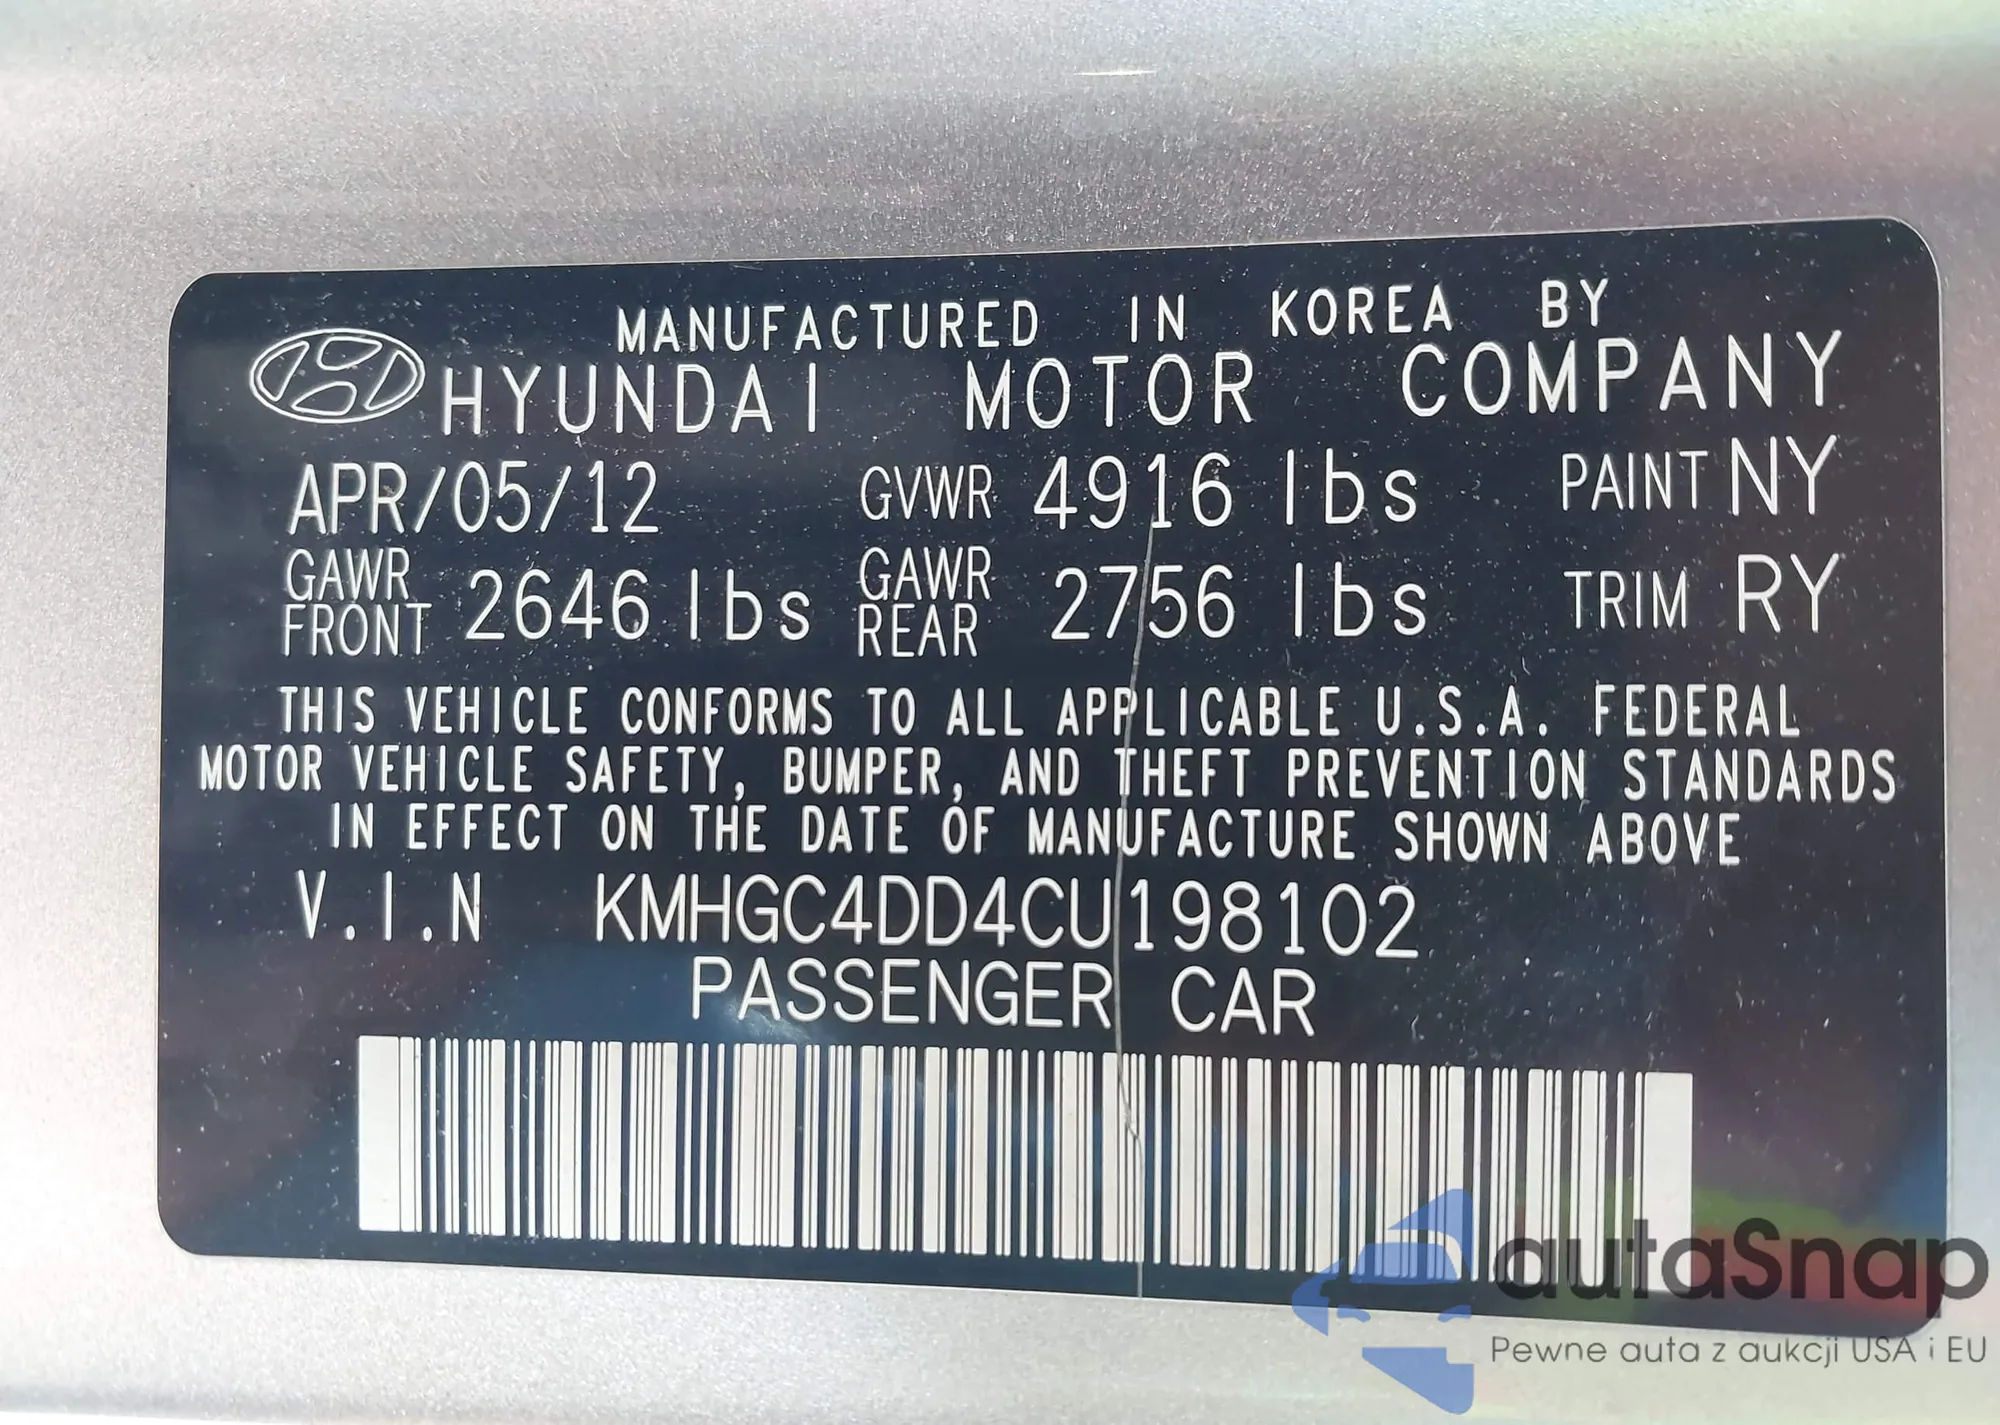 MANUFACTURED IN KOREA BY
HYUNDAI MOTOR COMPANY
APR/05/12 GVWR 4916 lbs PAINT NY
GAWR FRONT 2646 lbs GAWR REAR 2756 lbs TRIM RY
THIS VEHICLE CONFORMS TO ALL APPLICABLE U.S.A. FEDERAL
MOTOR VEHICLE SAFETY, BUMPER, AND THEFT PREVENTION STANDARDS
IN EFFECT ON THE DATE OF MANUFACTURE SHOWN ABOVE
V.I.N KMHGC4DD4CU198102
PASSENGER CAR
autaSnap
Pewne auta z aukcji USA i EU